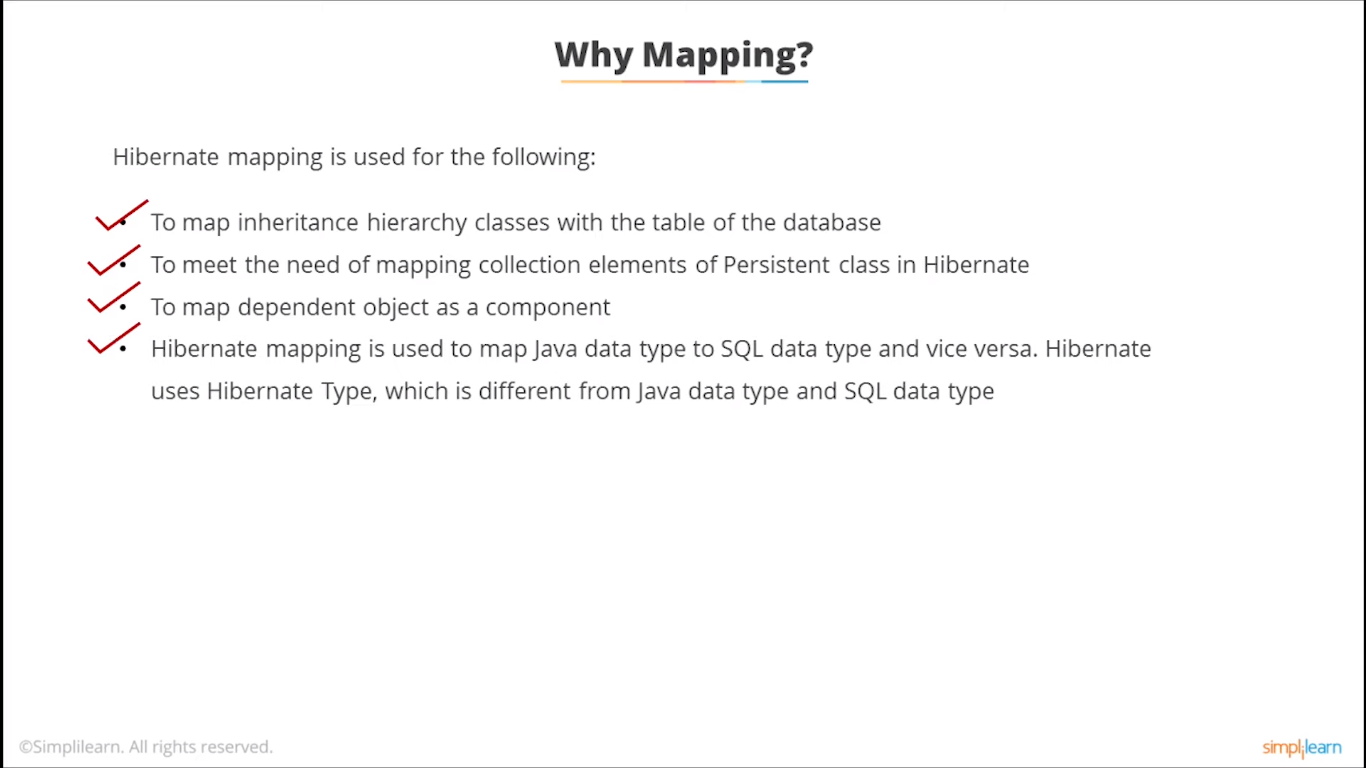 Why Mapping?
Hibernate mapping is used for the following:
• To map inheritance hierarchy classes with the table of the database
• To meet the need of mapping collection elements of Persistent class in Hibernate
• To map dependent object as a component
• Hibernate mapping is used to map Java data type to SQL data type and vice versa. Hibernate
uses Hibernate Type, which is different from Java data type and SQL data type
©Simplilearn. All rights reserved.
simplilearn